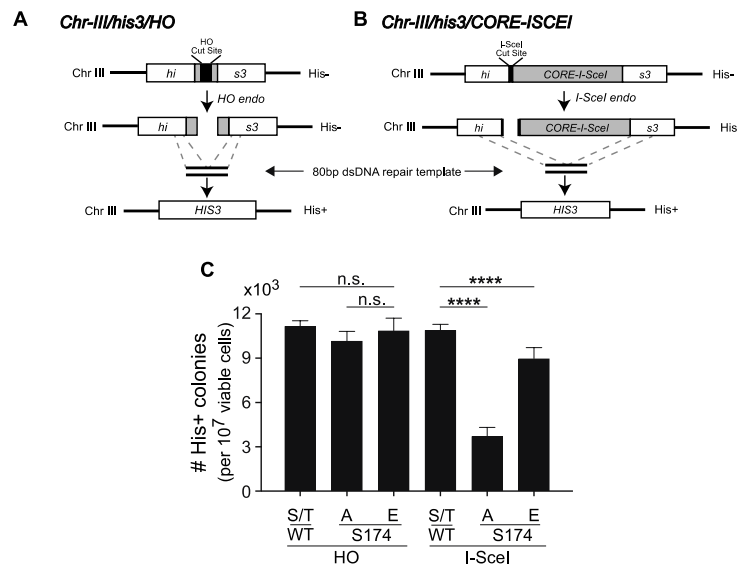 A
Chr-III/his3/HO
HO
Cut Site
Chr III
hi
s3
His-
HO endo
Chr III
hi
s3
His-
80bp dsDNA repair template
Chr III
HIS3
His+
B
Chr-III/his3/CORE-ISCEI
I-SceI
Cut Site
Chr III
hi
CORE-I-SceI
s3
His-
I-SceI endo
Chr III
hi
CORE-I-SceI
s3
His
Chr III
HIS3
His+
C
x10³
# His+ colonies
(per 10⁷ viable cells)
12
9
6
3
0
n.s.
n.s.
****
****
S/T A E S/T A E
WT S174 WT S174
HO I-SceI